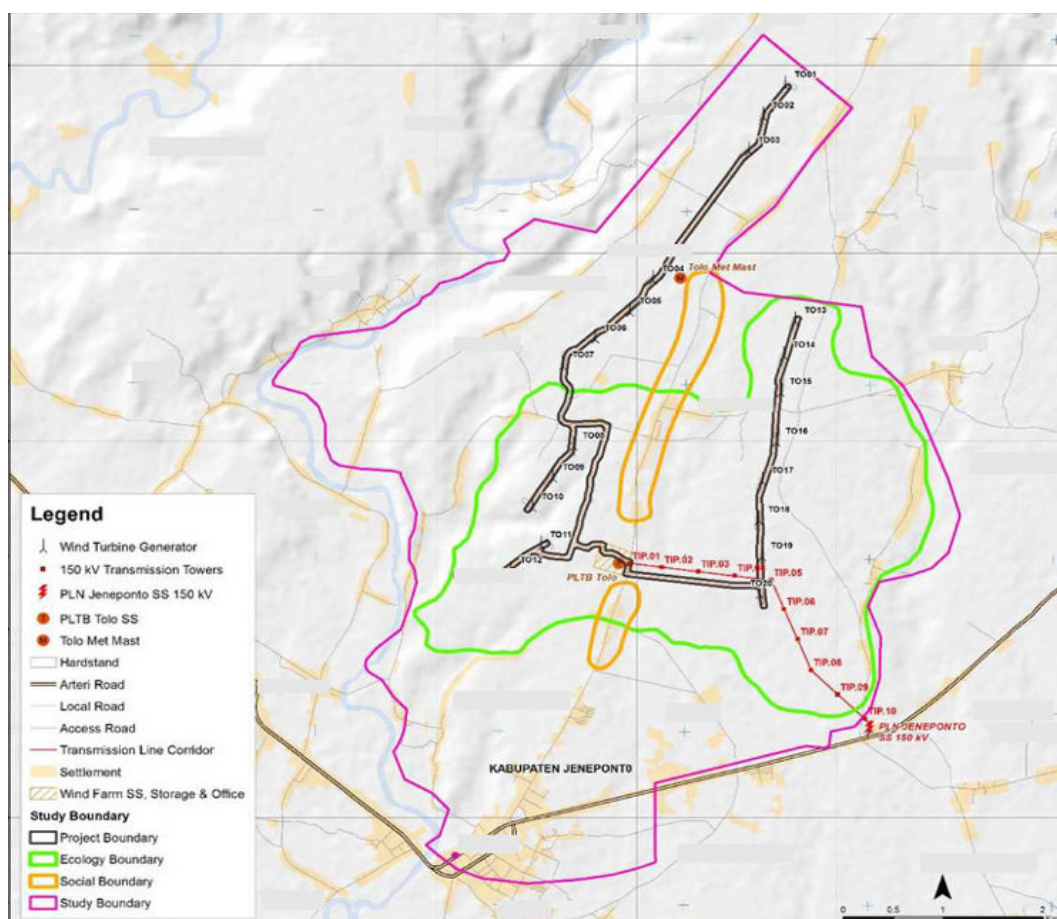 TO01
TO02
TO03
TO04
Tolo Met Mast
TO05
TO06
TO07
TO13
TO14
TO15
TO16
TO17
TO18
TO19
TO20
TO08
TO09
TO10
TO11
TO12
PLTB Tolo
TIP.01
TIP.02
TIP.03
TIP.05
TIP.06
TIP.07
TIP.08
TIP.09
TIP.10
PLN JENEPONTO
SS 150 kV
KABUPATEN JENEPONTO
Legend
Wind Turbine Generator
150 kV Transmission Towers
PLN Jeneponto SS 150 kV
PLTB Tolo SS
Tolo Met Mast
Hardstand
Arteri Road
Local Road
Access Road
Transmission Line Corridor
Settlement
Wind Farm SS, Storage & Office
Study Boundary
Project Boundary
Ecology Boundary
Social Boundary
Study Boundary
0 0.5 1 2